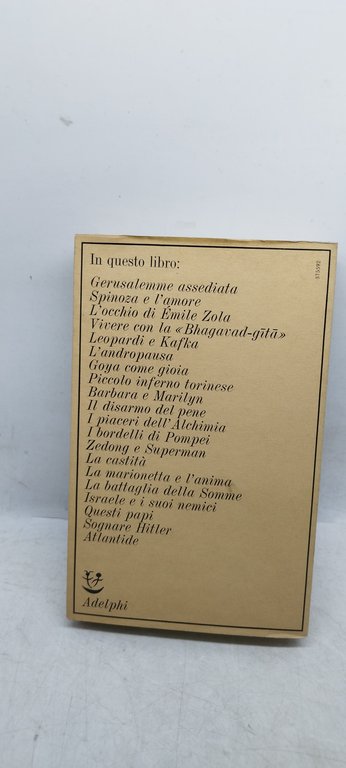 In questo libro:
Gerusalemme assediata
Spinoza e l'amore
L'occhio di Émile Zola
Vivere con la «Bhagavad-gītā»
Leopardi e Kafka
L'andropausa
Goya come gioia
Piccolo inferno torinese
Barbara e Marilyn
Il disarmo del pene
I piaceri dell'Alchimia
I bordelli di Pompei
Zedong e Superman
La castità
La marionetta e l'anima
La battaglia della Somme
Israele e i suoi nemici
Questi papi
Sognare Hitler
Atlantide
Adelphi